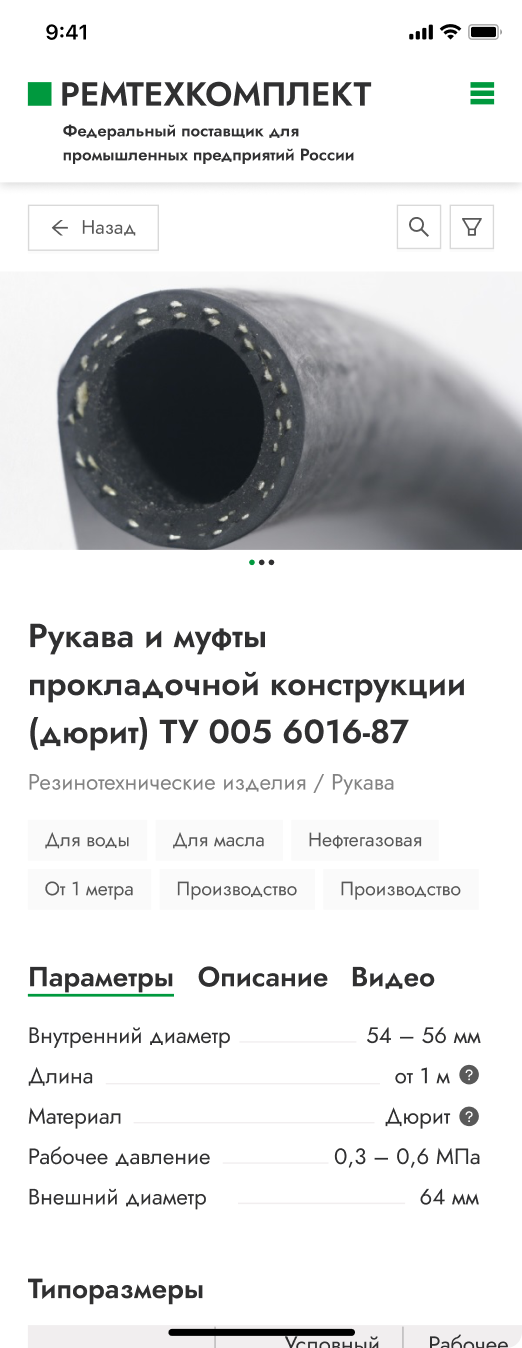 9:41
РЕМТЕХКОМПЛЕКТ
Федеральный поставщик для
промышленных предприятий России
Назад
Рукава и муфты
прокладочной конструкции
(дюрит) ТУ 005 6016-87
Резинотехнические изделия / Рукава
Для воды Для масла Нефтегазовая
От 1 метра Производство Производство
Параметры Описание Видео
Внутренний диаметр 54 – 56 мм
Длина от 1 м ?
Материал Дюрит ?
Рабочее давление 0,3 – 0,6 МПа
Внешний диаметр 64 мм
Типоразмеры
Условный Рабочее